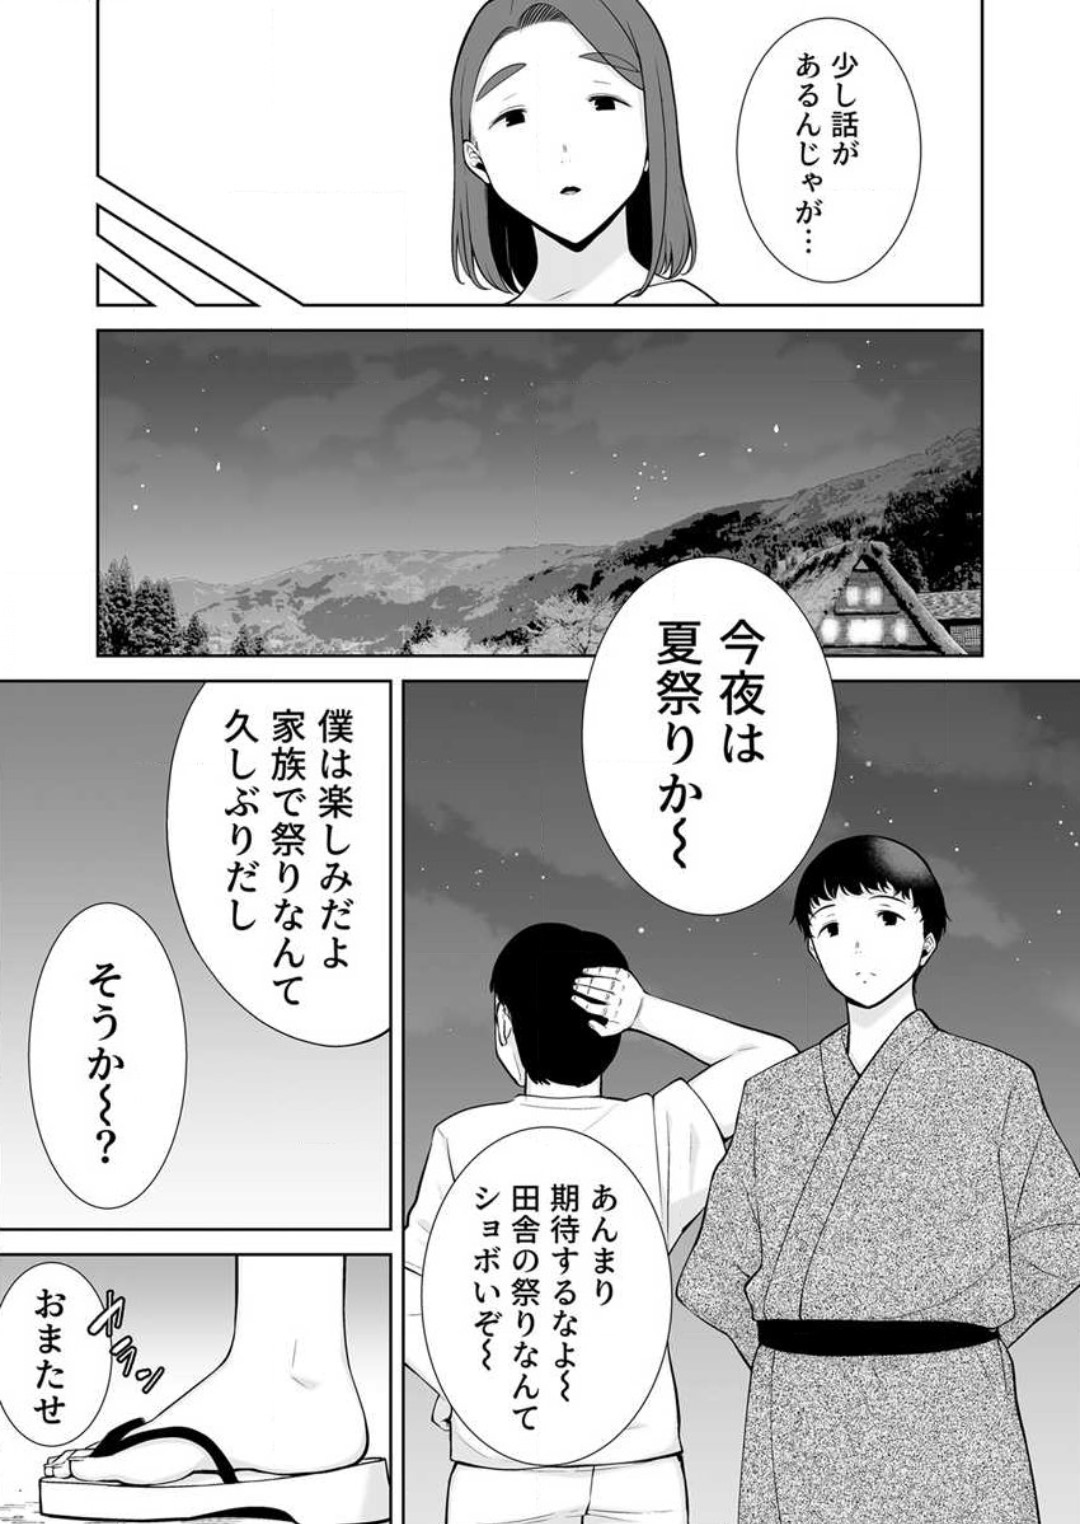 少し話が
あるんじゃが…
今夜は
夏祭りか〜
あんまり
期待するなよ〜
田舎の祭りなんて
ショボいぞ〜
僕は楽しみだよ
家族で祭りなんて
久しぶりだし
そうか〜?
カラン
おまたせ